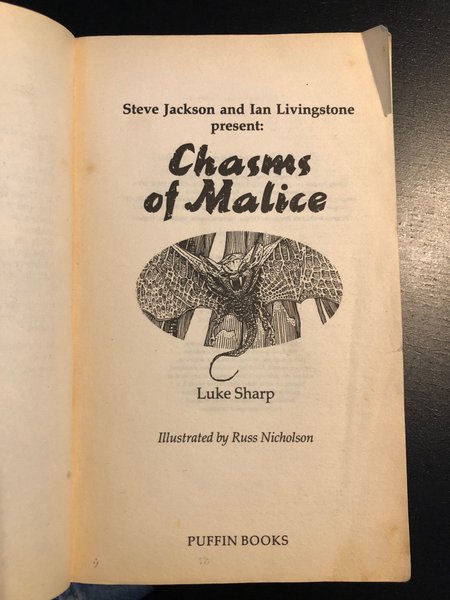 Steve Jackson and Ian Livingstone
present:
Chasms
of Malice
Luke Sharp
Illustrated by Russ Nicholson
PUFFIN BOOKS